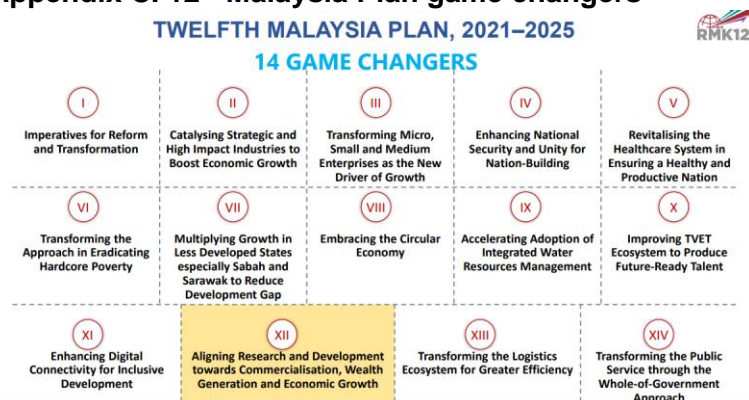 Appendix C: 12th Malaysia Plan game changers
TWELFTH MALAYSIA PLAN, 2021–2025
RMK12
14 GAME CHANGERS
I
Imperatives for Reform
and Transformation
II
Catalysing Strategic and
High Impact Industries to
Boost Economic Growth
III
Transforming Micro,
Small and Medium
Enterprises as the New
Driver of Growth
IV
Enhancing National
Security and Unity for
Nation-Building
V
Revitalising the
Healthcare System in
Ensuring a Healthy and
Productive Nation
VI
Transforming the
Approach in Eradicating
Hardcore Poverty
VII
Multiplying Growth in
Less Developed States
especially Sabah and
Sarawak to Reduce
Development Gap
VIII
Embracing the Circular
Economy
IX
Accelerating Adoption of
Integrated Water
Resources Management
X
Improving TVET
Ecosystem to Produce
Future-Ready Talent
XI
Enhancing Digital
Connectivity for Inclusive
Development
XII
Aligning Research and Development
towards Commercialisation, Wealth
Generation and Economic Growth
XIII
Transforming the Logistics
Ecosystem for Greater Efficiency
XIV
Transforming the Public
Service through the
Whole-of-Government
Approach